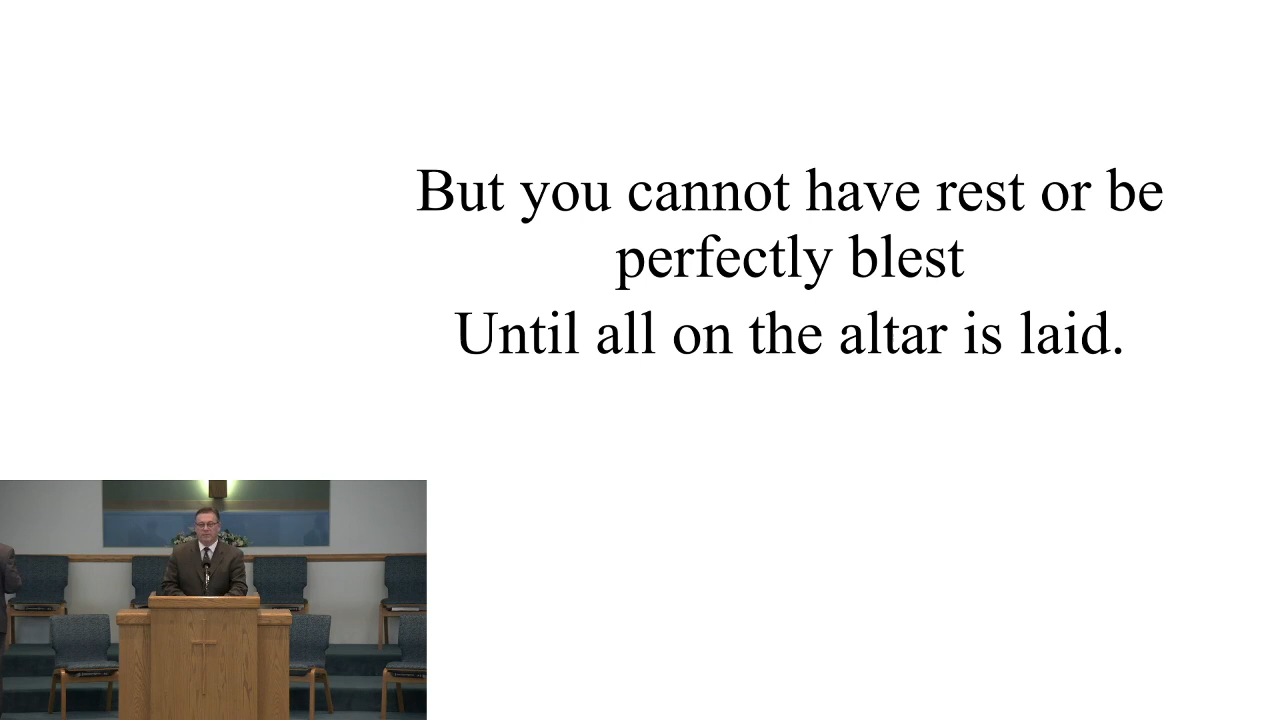 But you cannot have rest or be
perfectly blest
Until all on the altar is laid.